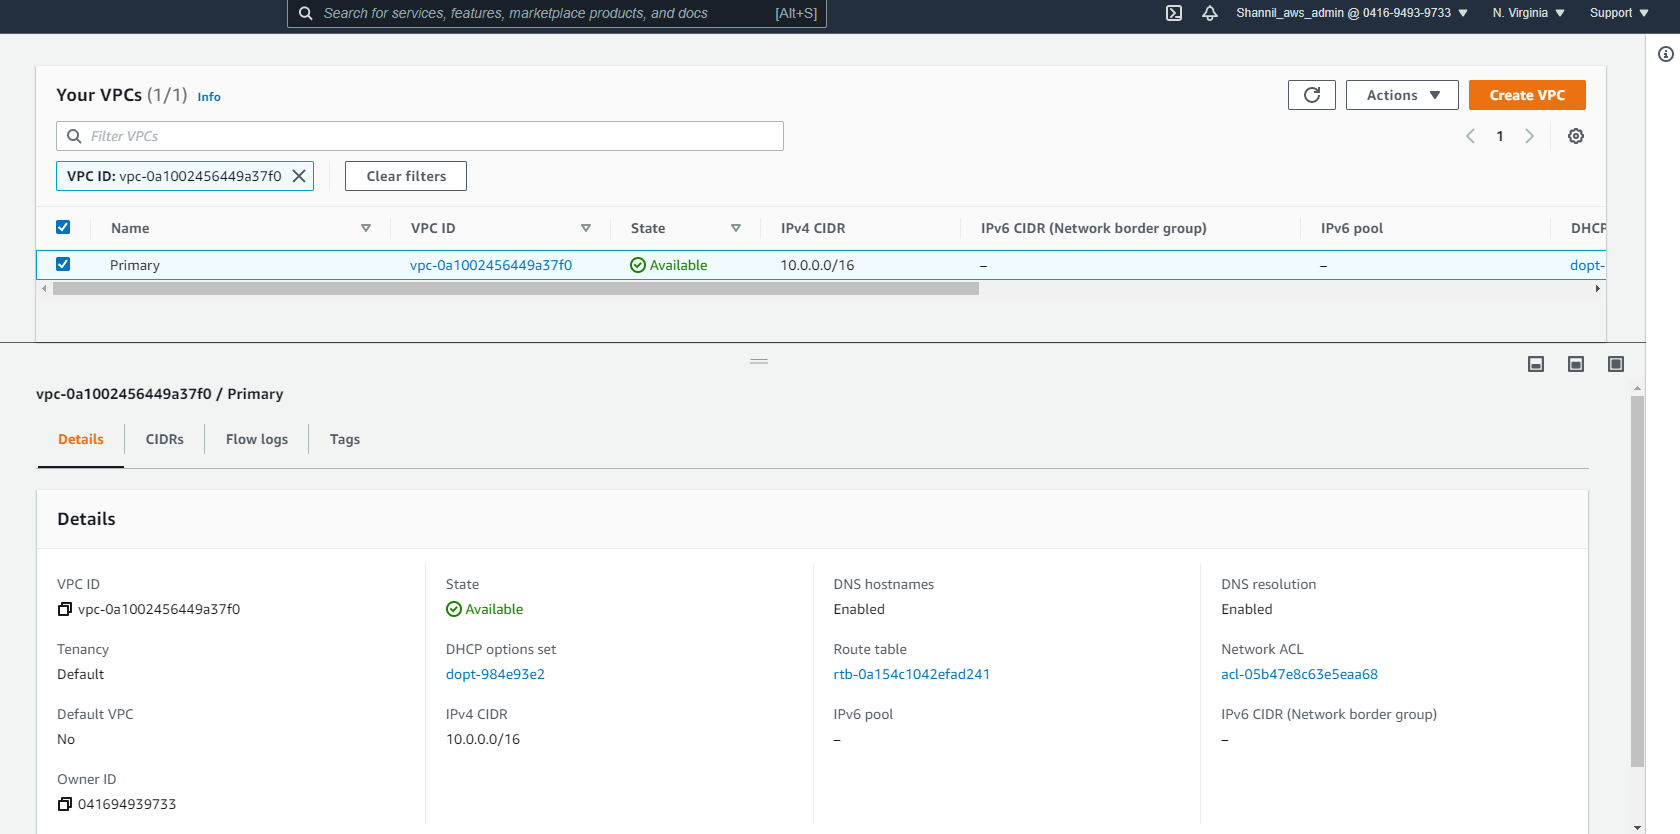 Search for services, features, marketplace products, and docs [Alt+S] Shannil_aws_admin @ 0416-9493-9733 N. Virginia Support
Your VPCs (1/1) Info
Actions Create VPC
Filter VPCs
1
VPC ID: vpc-0a1002456449a37f0 Clear filters
Name VPC ID State IPv4 CIDR IPv6 CIDR (Network border group) IPv6 pool DHCP
Primary vpc-0a1002456449a37f0 Available 10.0.0.0/16 – – dopt-
vpc-0a1002456449a37f0 / Primary
Details CIDRs Flow logs Tags
Details
VPC ID State DNS hostnames DNS resolution
vpc-0a1002456449a37f0 Available Enabled Enabled
Tenancy DHCP options set Route table Network ACL
Default dopt-984e93e2 rtb-0a154c1042efad241 acl-05b47e8c63e5eaa68
Default VPC IPv4 CIDR IPv6 pool IPv6 CIDR (Network border group)
No 10.0.0.0/16 – –
Owner ID
041694939733